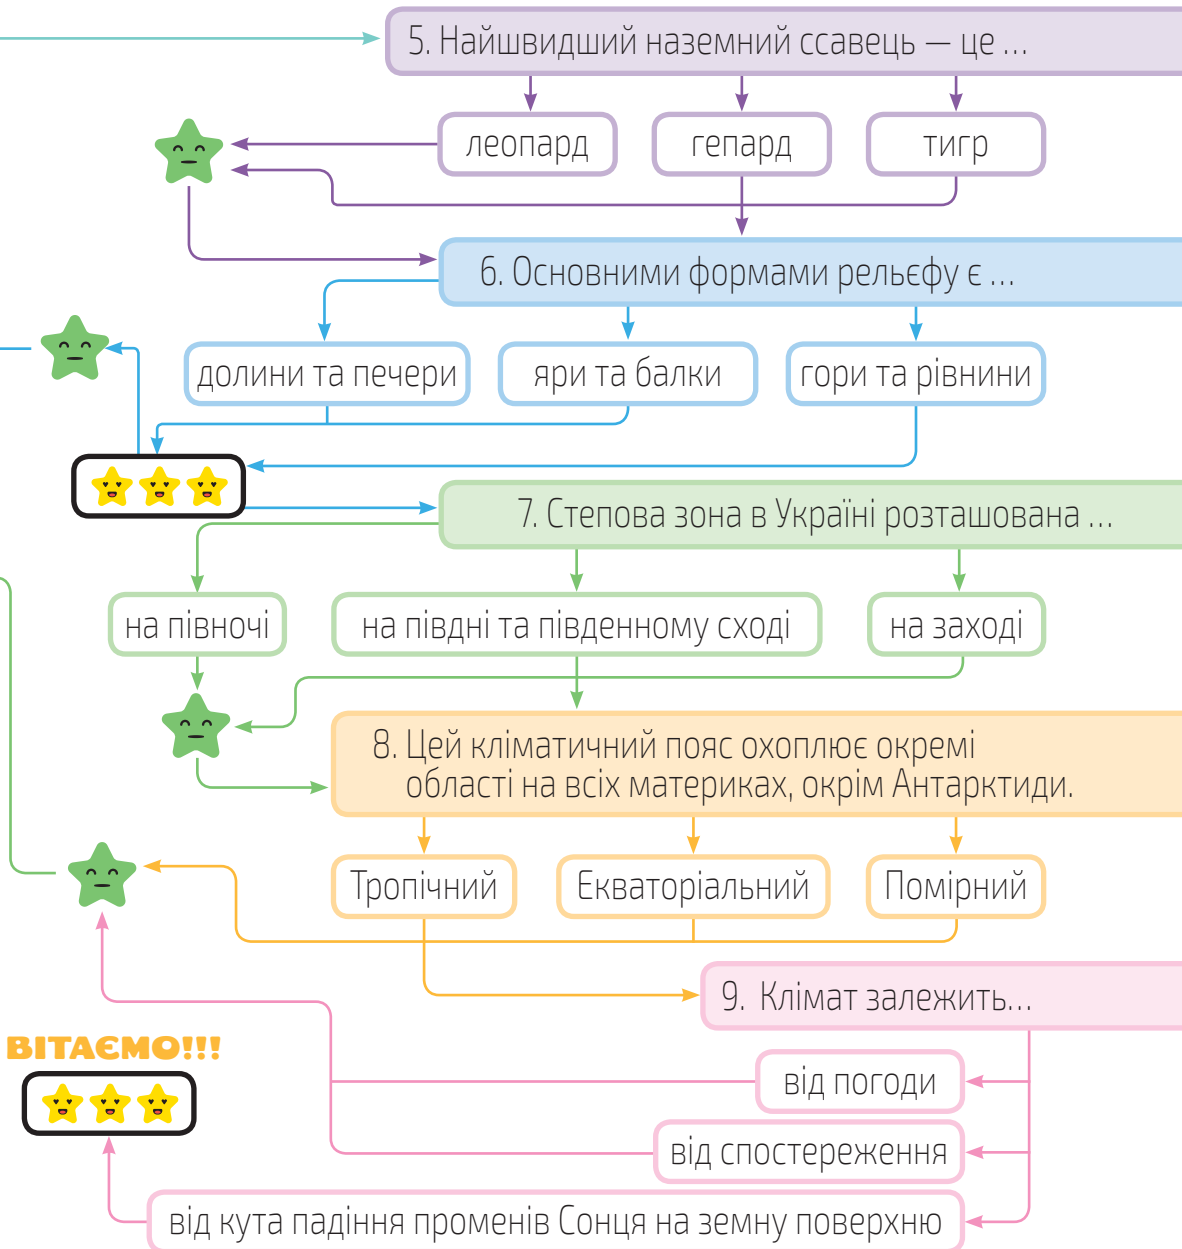 5. Найшвидший наземний ссавець — це ...
леопард
гепард
тигр
6. Основними формами рельєфу є ...
долини та печери
яри та балки
гори та рівнини
7. Степова зона в Україні розташована ...
на півночі
на півдні та південному сході
на заході
8. Цей кліматичний пояс охоплює окремі
області на всіх материках, окрім Антарктиди.
Тропічний
Екваторіальний
Помірний
9. Клімат залежить...
ВІТАЄМО!!!
від погоди
від спостереження
від кута падіння променів Сонця на земну поверхню